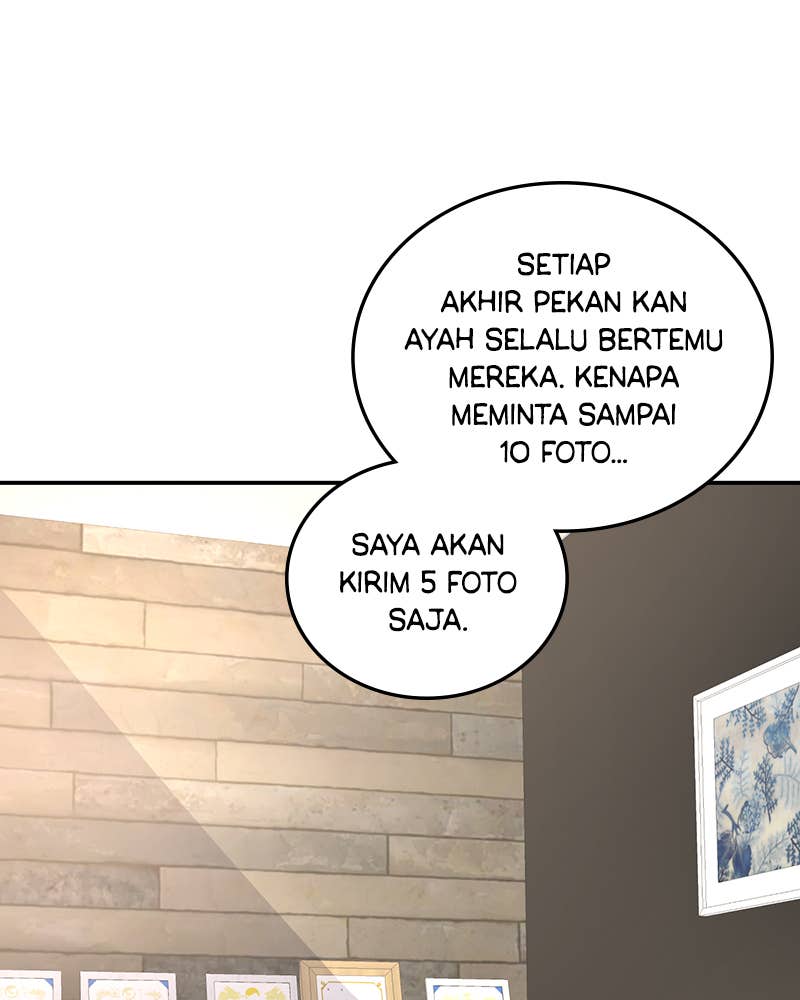 SETIAP
AKHIR PEKAN KAN
AYAH SELALU BERTEMU
MEREKA. KENAPA
MEMINTA SAMPAI
10 FOTO...
SAYA AKAN
KIRIM 5 FOTO
SAJA.